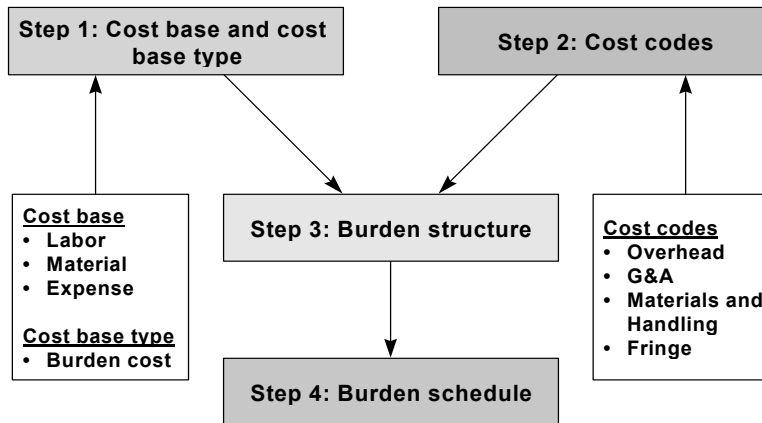 Step 1: Cost base and cost
base type
Step 2: Cost codes
Step 3: Burden structure
Cost base
• Labor
• Material
• Expense
Cost base type
• Burden cost
Cost codes
• Overhead
• G&A
• Materials and
Handling
• Fringe
Step 4: Burden schedule